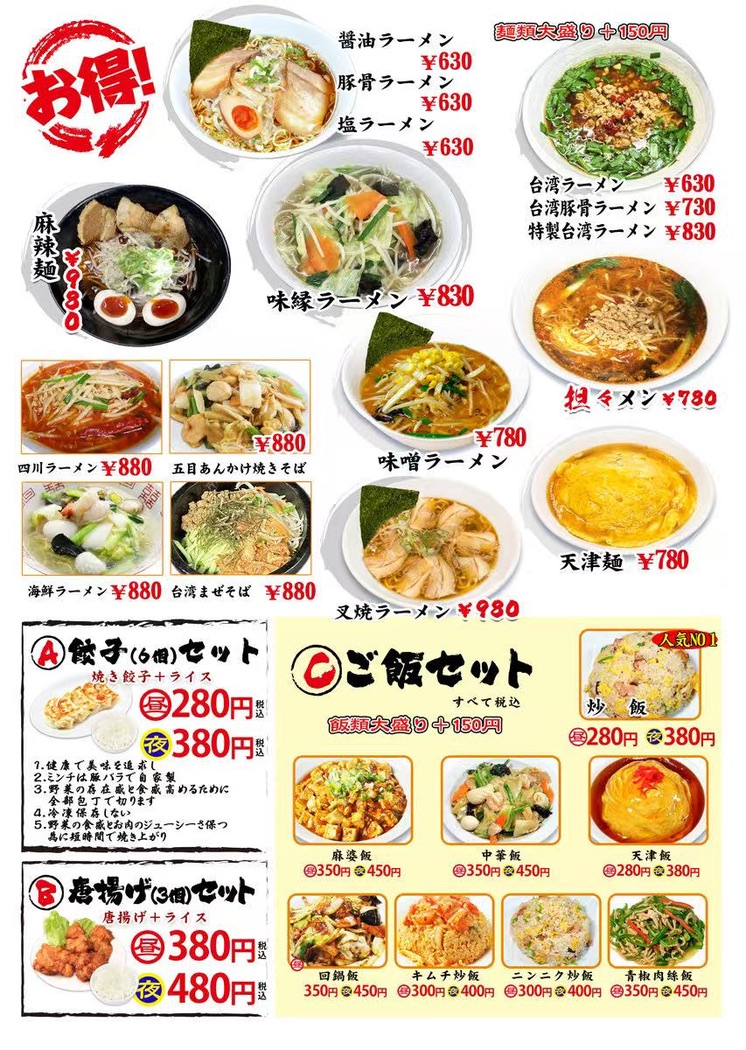 お得!
醤油ラーメン
¥630
豚骨ラーメン
¥630
塩ラーメン
¥630
麺類大盛り+150円
台湾ラーメン ¥630
台湾豚骨ラーメン ¥730
特製台湾ラーメン ¥830
麻辣麺
¥930
味縁ラーメン ¥830
担々メン ¥780
四川ラーメン ¥880
¥880
五目あんかけ焼きそば
¥780
味噌ラーメン
天津麺 ¥780
海鮮ラーメン ¥880
台湾まぜそば ¥880
叉焼ラーメン ¥980
A 餃子(6個)セット
焼き餃子+ライス
昼280円税込
夜380円税込
1.健康で美味を追求し
2.ミンチは豚バラで自家製
3.野菜の存在感と食感高めるために
全部包丁で切ります
4.冷凍保存しない
5.野菜の食感とお肉のジューシーさ保つ
為に短時間で焼き上がり
B 唐揚げ(3個)セット
唐揚げ+ライス
昼380円税込
夜480円税込
C ご飯セット
すべて税込
飯類大盛り+150円
人気NO1
炒飯
昼280円 夜380円
麻婆飯
昼350円 夜450円
中華飯
昼350円 夜450円
天津飯
昼280円 夜380円
昼
回鍋飯
350円 夜450円
キムチ炒飯
昼300円 夜400円
ニンニク炒飯
昼300円 夜400円
青椒肉絲飯
昼350円 夜450円